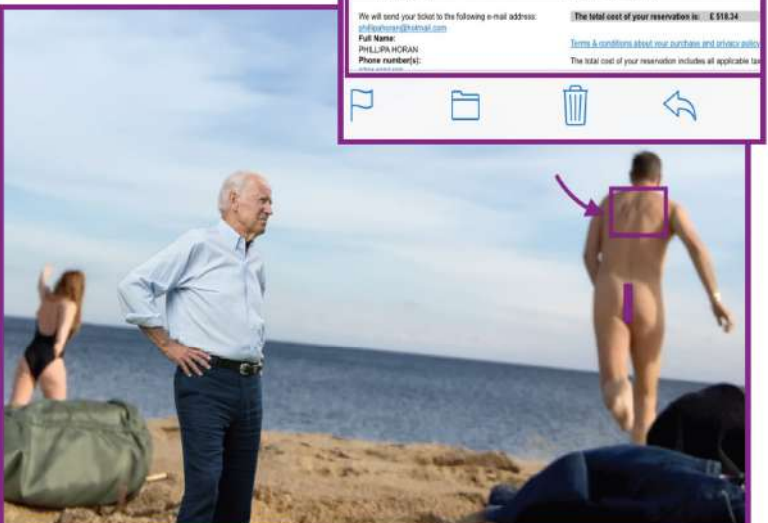 We will send your ticket to the following e-mail address:
phillipahoran@hotmail.com
Full Name:
PHILLIPA HORAN
Phone number(s):
The total cost of your reservation is: £ 518.34
Terms & conditions about your purchase and privacy policy
The total cost of your reservation includes all applicable